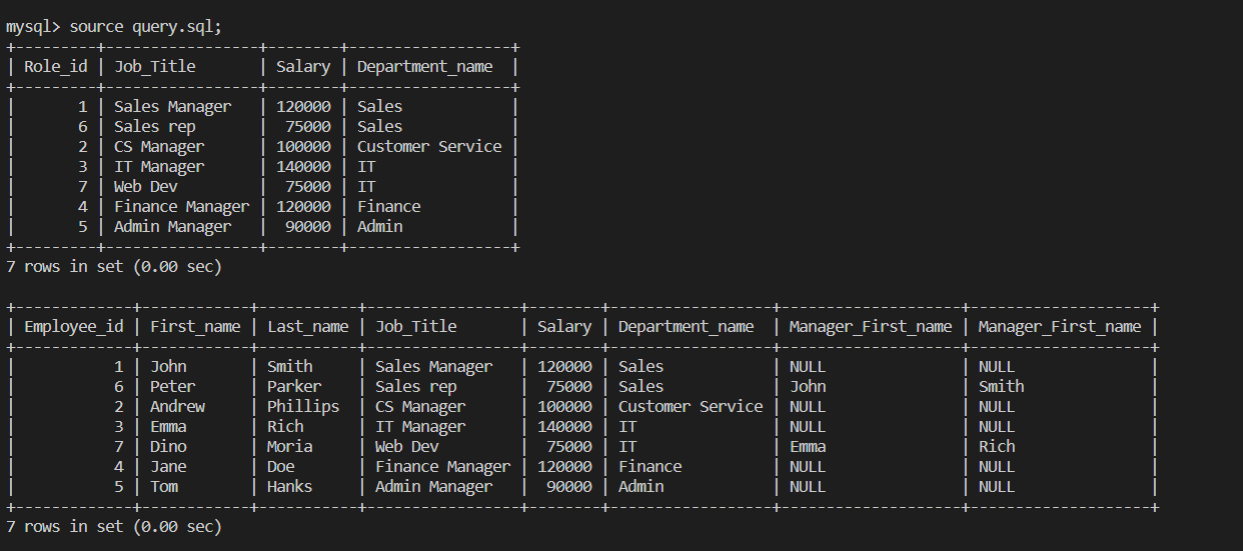 mysql> source query.sql;
+---------+-----------------+--------+------------------+
| Role_id | Job_Title       | Salary | Department_name  |
+---------+-----------------+--------+------------------+
|       1 | Sales Manager   | 120000 | Sales            |
|       6 | Sales rep       |  75000 | Sales            |
|       2 | CS Manager      | 100000 | Customer Service |
|       3 | IT Manager      | 140000 | IT               |
|       7 | Web Dev         |  75000 | IT               |
|       4 | Finance Manager | 120000 | Finance          |
|       5 | Admin Manager   |  90000 | Admin            |
+---------+-----------------+--------+------------------+
7 rows in set (0.00 sec)

+-------------+------------+-----------+-----------------+--------+------------------+--------------------+--------------------+
| Employee_id | First_name | Last_name | Job_Title       | Salary | Department_name  | Manager_First_name | Manager_First_name |
+-------------+------------+-----------+-----------------+--------+------------------+--------------------+--------------------+
|           1 | John       | Smith     | Sales Manager   | 120000 | Sales            | NULL               | NULL               |
|           6 | Peter      | Parker    | Sales rep       |  75000 | Sales            | John               | Smith              |
|           2 | Andrew     | Phillips  | CS Manager      | 100000 | Customer Service | NULL               | NULL               |
|           3 | Emma       | Rich      | IT Manager      | 140000 | IT               | NULL               | NULL               |
|           7 | Dino       | Moria     | Web Dev         |  75000 | IT               | Emma               | Rich               |
|           4 | Jane       | Doe       | Finance Manager | 120000 | Finance          | NULL               | NULL               |
|           5 | Tom        | Hanks     | Admin Manager   |  90000 | Admin            | NULL               | NULL               |
+-------------+------------+-----------+-----------------+--------+------------------+--------------------+--------------------+
7 rows in set (0.00 sec)